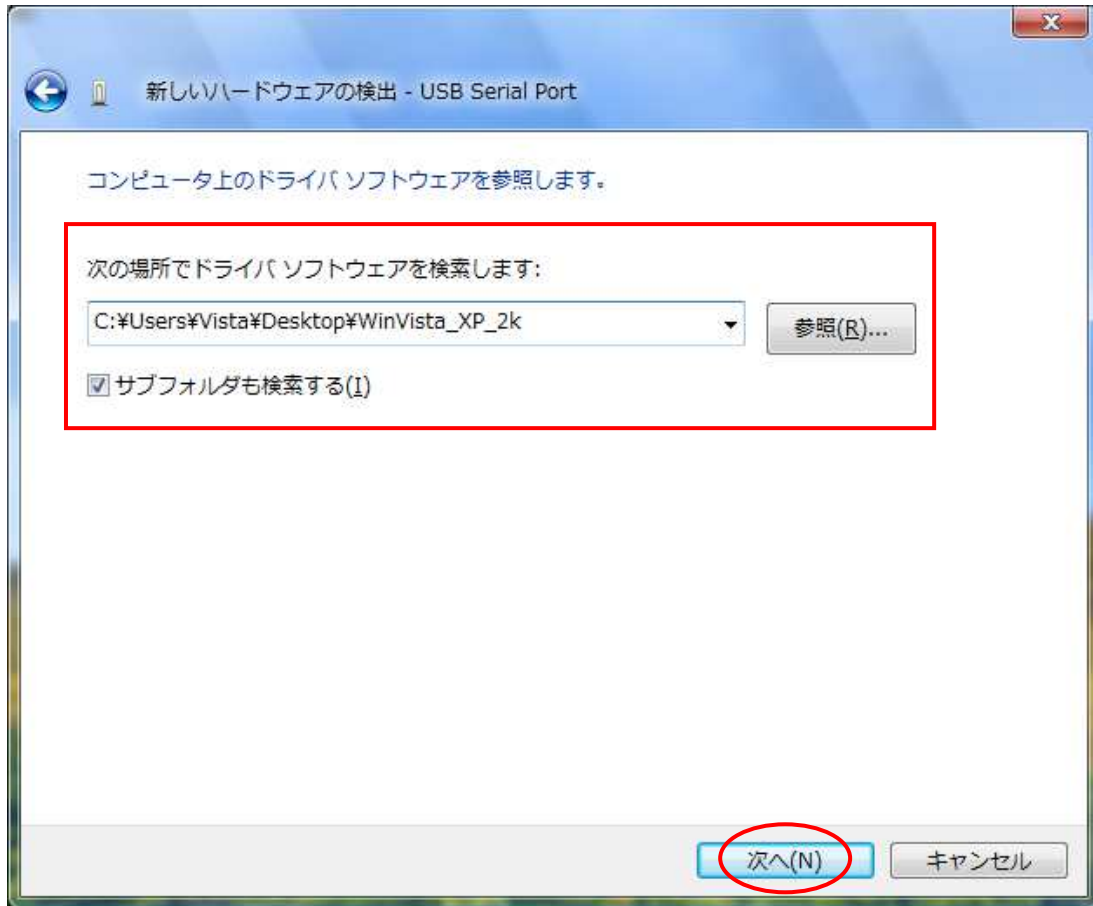 新しいハードウェアの検出 - USB Serial Port
コンピュータ上のドライバ ソフトウェアを参照します。
次の場所でドライバ ソフトウェアを検索します:
C:¥Users¥Vista¥Desktop¥WinVista_XP_2k
参照(R)...
サブフォルダも検索する(I)
次へ(N)
キャンセル